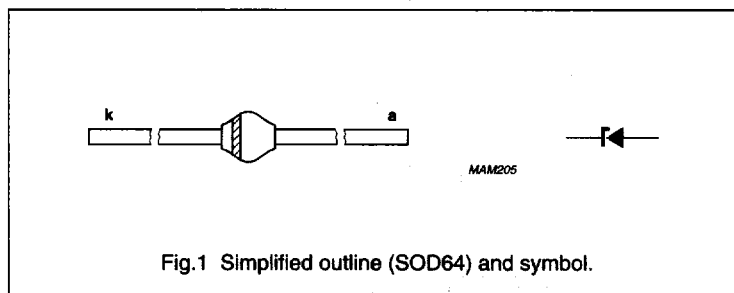 k
a
MAM205
Fig.1 Simplified outline (SOD64) and symbol.